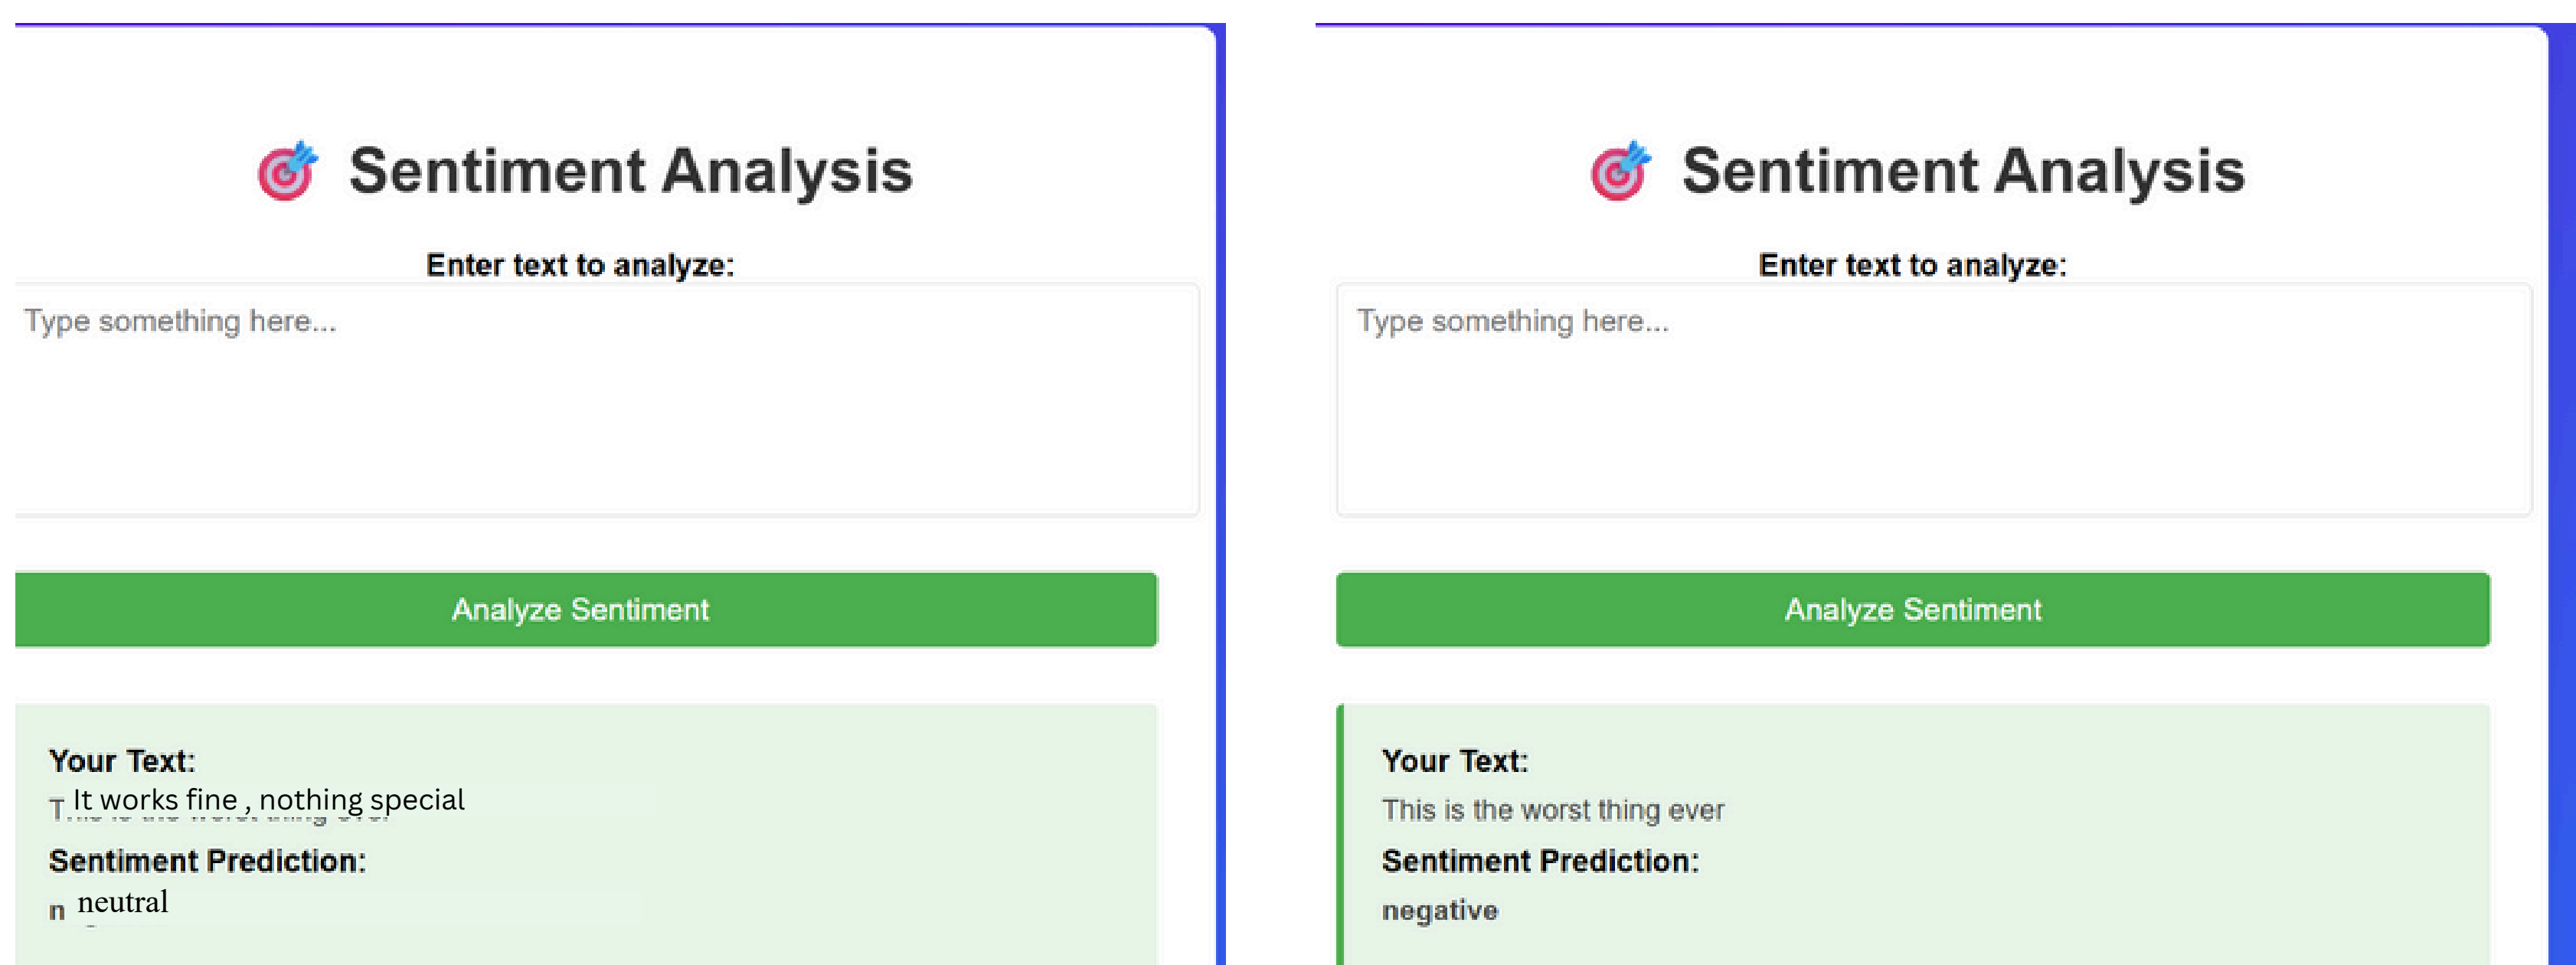 Sentiment Analysis
Enter text to analyze:
Type something here...
Analyze Sentiment
Your Text:
T It works fine , nothing special
Sentiment Prediction:
n neutral
Sentiment Analysis
Enter text to analyze:
Type something here...
Analyze Sentiment
Your Text:
This is the worst thing ever
Sentiment Prediction:
negative